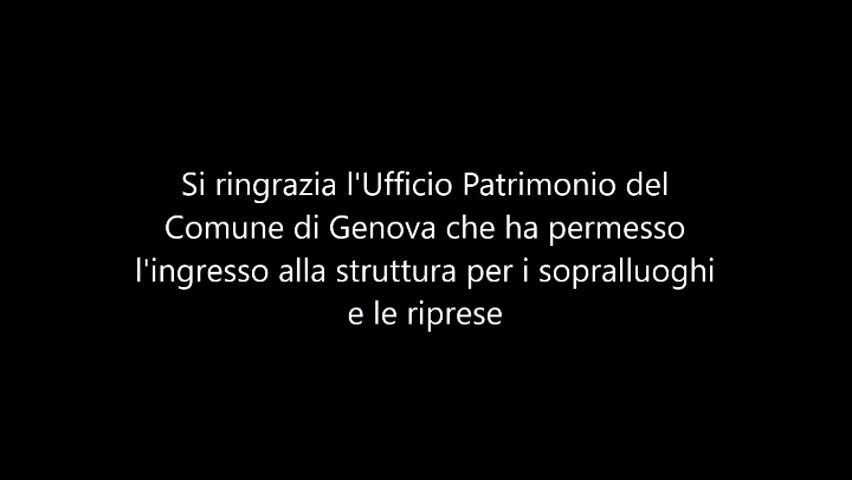 Si ringrazia l'Ufficio Patrimonio del
Comune di Genova che ha permesso
l'ingresso alla struttura per i sopralluoghi
e le riprese